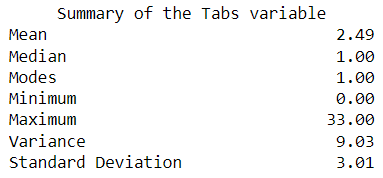 Summary of the Tabs variable
Mean 2.49
Median 1.00
Modes 1.00
Minimum 0.00
Maximum 33.00
Variance 9.03
Standard Deviation 3.01